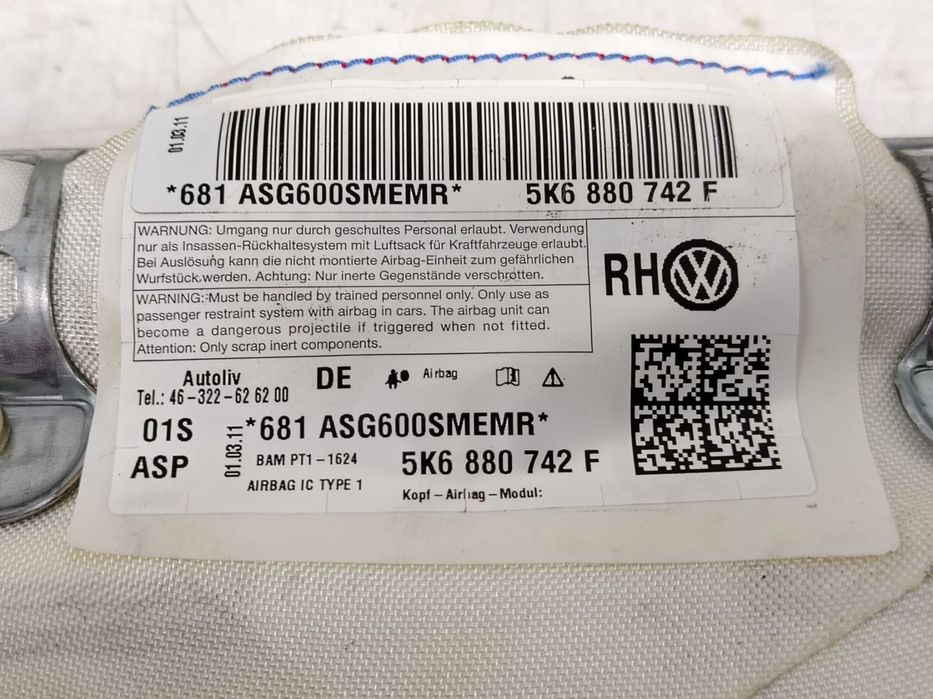 01.03.11
*681 ASG600SMEMR* 5K6 880 742 F
WARNUNG: Umgang nur durch geschultes Personal erlaubt. Verwendung
nur als Insassen-Rückhaltesystem mit Luftsack für Kraftfahrzeuge erlaubt.
Bei Auslösung kann die nicht montierte Airbag-Einheit zum gefährlichen
Wurfstück werden. Achtung: Nur inerte Gegenstände verschrotten.
WARNING: Must be handled by trained personnel only. Only use as
passenger restraint system with airbag in cars. The airbag unit can
become a dangerous projectile if triggered when not fitted.
Attention: Only scrap inert components.
RH
Autoliv DE Airbag
Tel.: 46-322-62 62 00
01S 01.03.11 *681 ASG600SMEMR*
ASP BAM PT1-1624 5K6 880 742 F
AIRBAG IC TYPE 1 Kopf-Airbag-Modul: